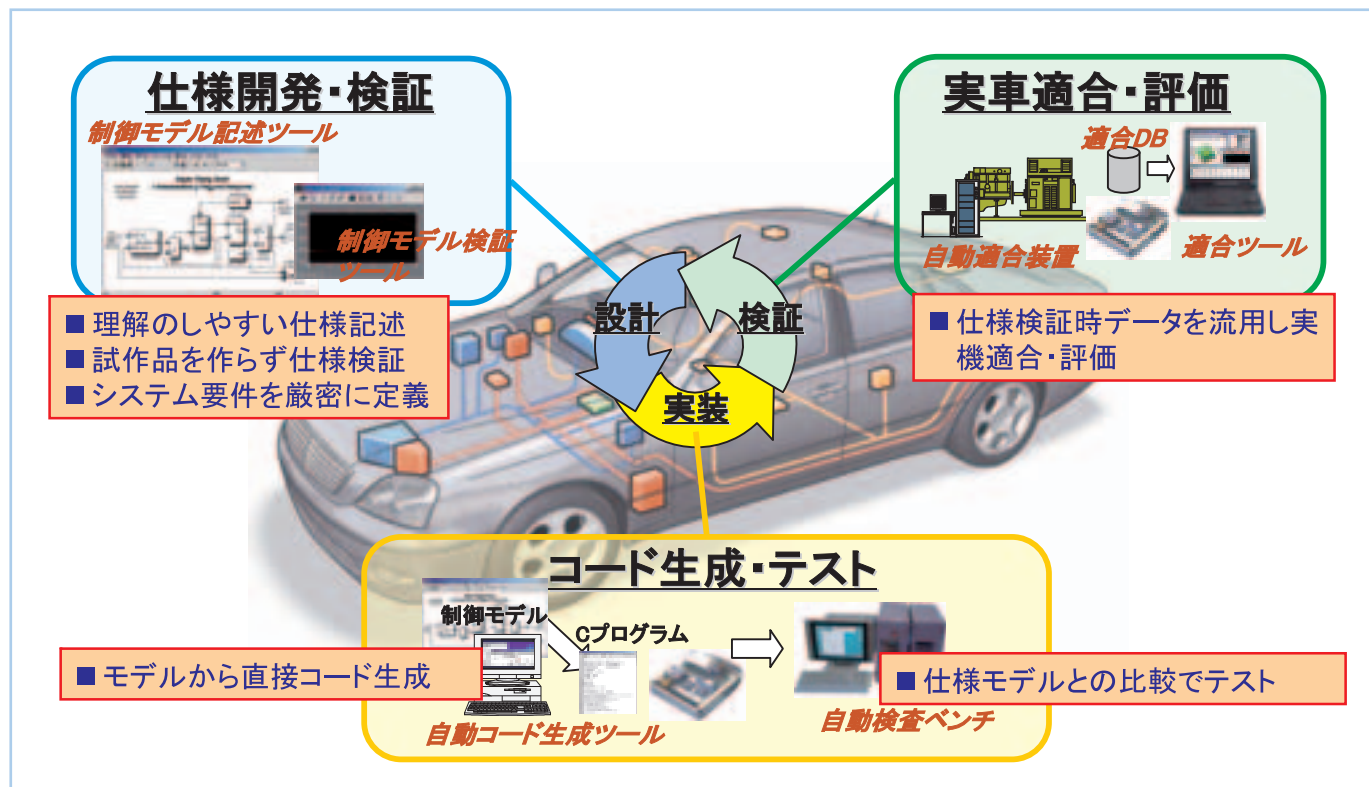 仕様開発・検証
制御モデル記述ツール
制御モデル検証
ツール
■ 理解のしやすい仕様記述
■ 試作品を作らず仕様検証
■ システム要件を厳密に定義
実車適合・評価
適合DB
自動適合装置
適合ツール
■ 仕様検証時データを流用し実
機適合・評価
設計
検証
実装
コード生成・テスト
制御モデル
Cプログラム
■ モデルから直接コード生成
■ 仕様モデルとの比較でテスト
自動コード生成ツール
自動検査ベンチ